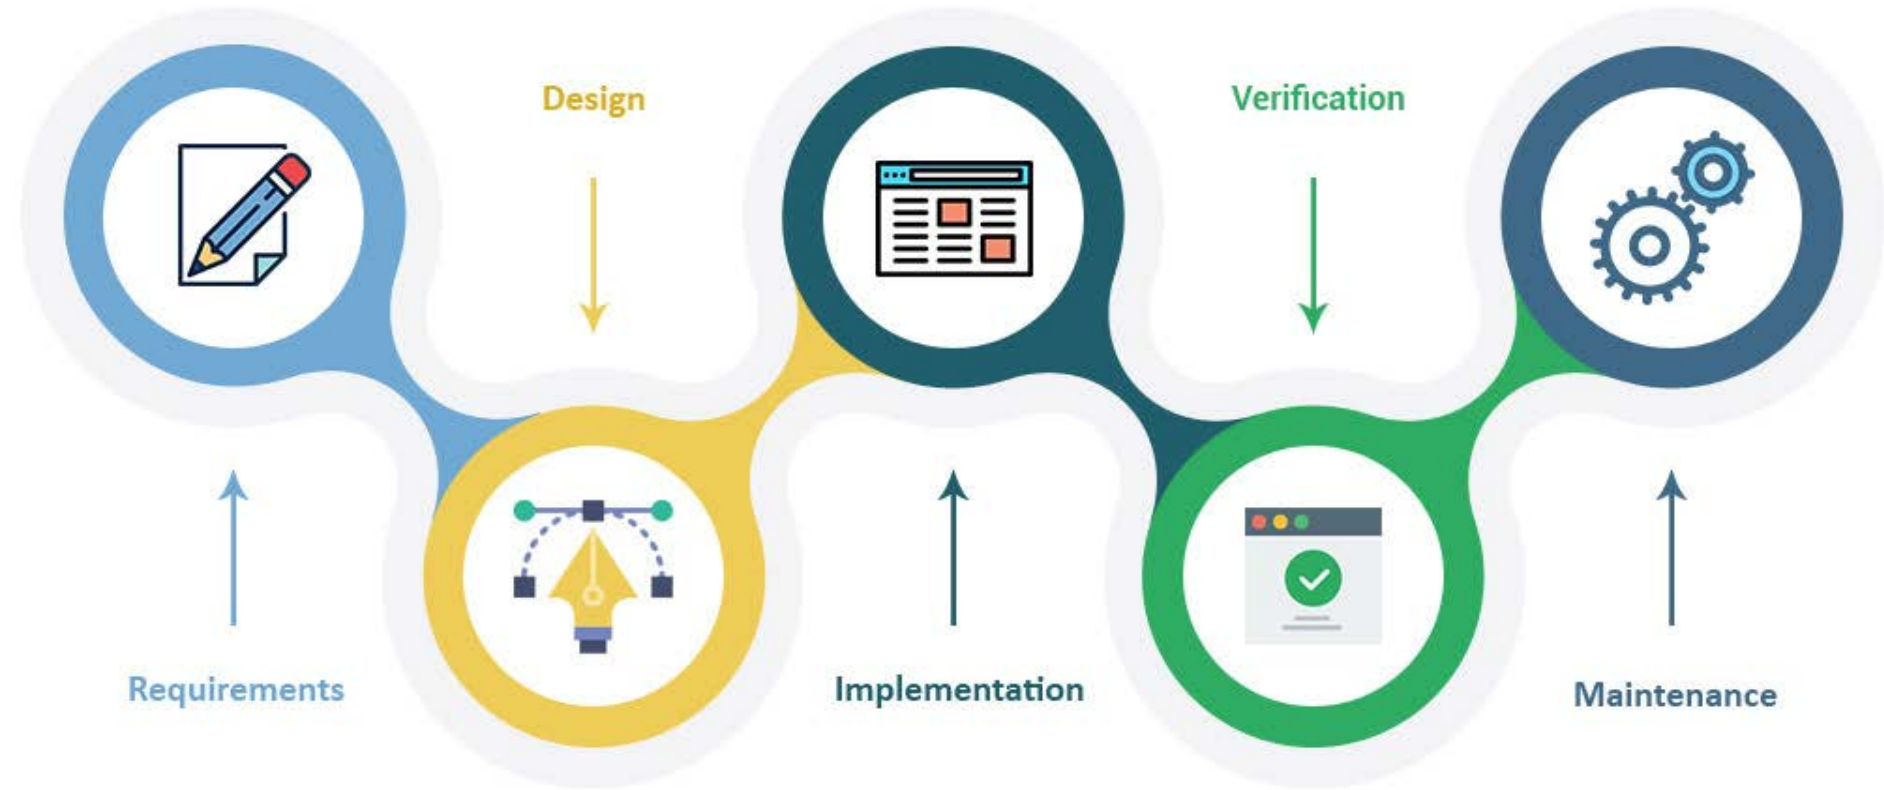 Design
Verification
Requirements
Implementation
Maintenance